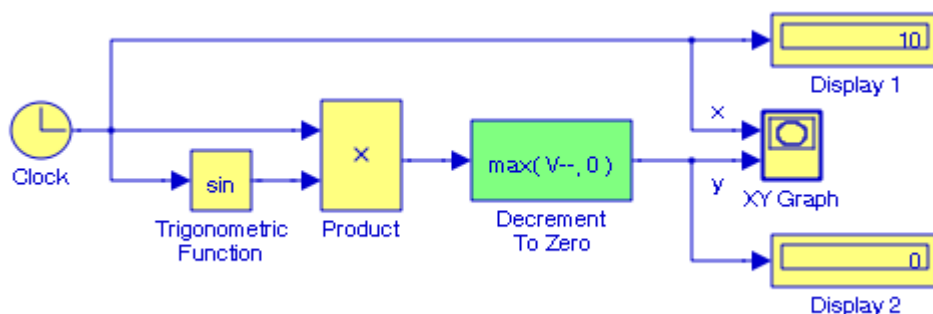 10
Display 1
Clock
sin
Trigonometric
Function
×
Product
max( V--, 0 )
Decrement
To Zero
x
y
XY Graph
0
Display 2